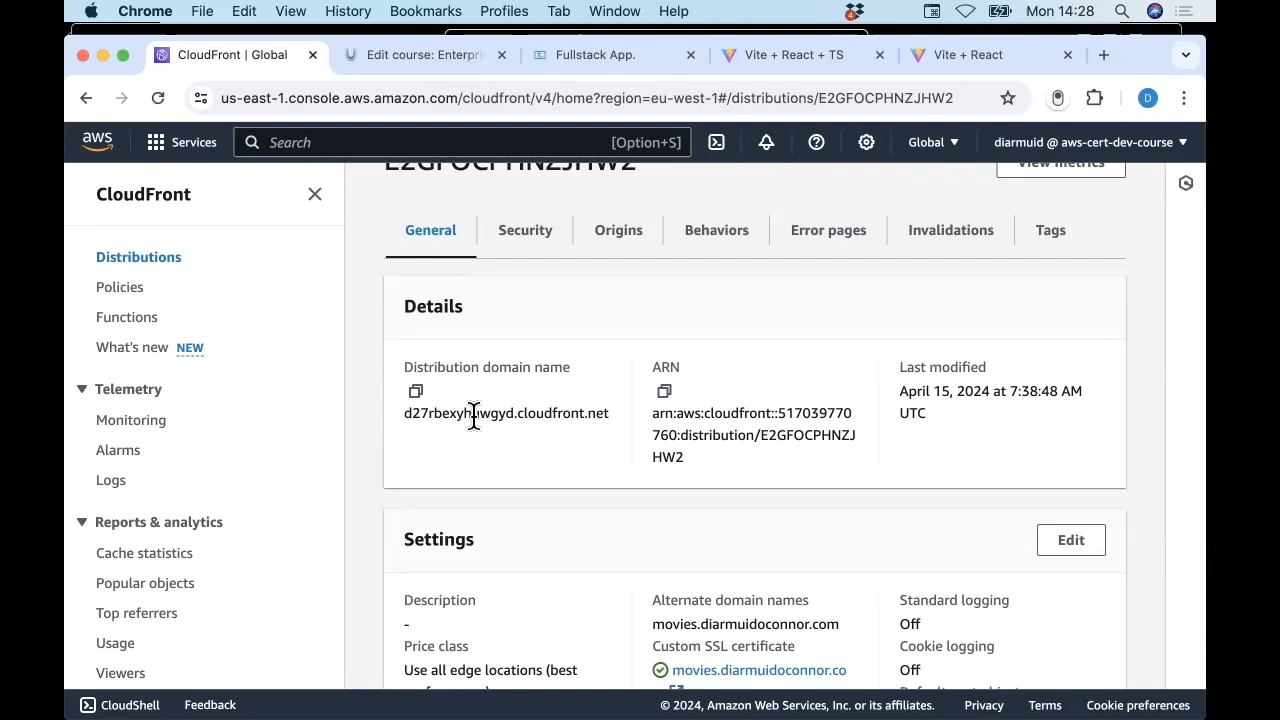 Chrome File Edit View History Bookmarks Profiles Tab Window Help 4 Mon 14:28
CloudFront | Global Edit course: Enterpri Fullstack App. Vite + React + TS Vite + React
us-east-1.console.aws.amazon.com/cloudfront/v4/home?region=eu-west-1#/distributions/E2GFOCPHNZJHW2 D
aws Services Search [Option+S] Global diarmuid @ aws-cert-dev-course
E2GFOCPHNZJHW2 View metrics
CloudFront
Distributions
Policies
Functions
What's new NEW
Telemetry
Monitoring
Alarms
Logs
Reports & analytics
Cache statistics
Popular objects
Top referrers
Usage
Viewers
General Security Origins Behaviors Error pages Invalidations Tags
Details
Distribution domain name
d27rbexyh wgyd.cloudfront.net
ARN
arn:aws:cloudfront::517039770
760:distribution/E2GFOCPHNZJ
HW2
Last modified
April 15, 2024 at 7:38:48 AM
UTC
Settings Edit
Description
-
Price class
Use all edge locations (best
Alternate domain names
movies.diarmuidoconnor.com
Custom SSL certificate
movies.diarmuidoconnor.co
Standard logging
Off
Cookie logging
Off
CloudShell Feedback © 2024, Amazon Web Services, Inc. or its affiliates. Privacy Terms Cookie preferences